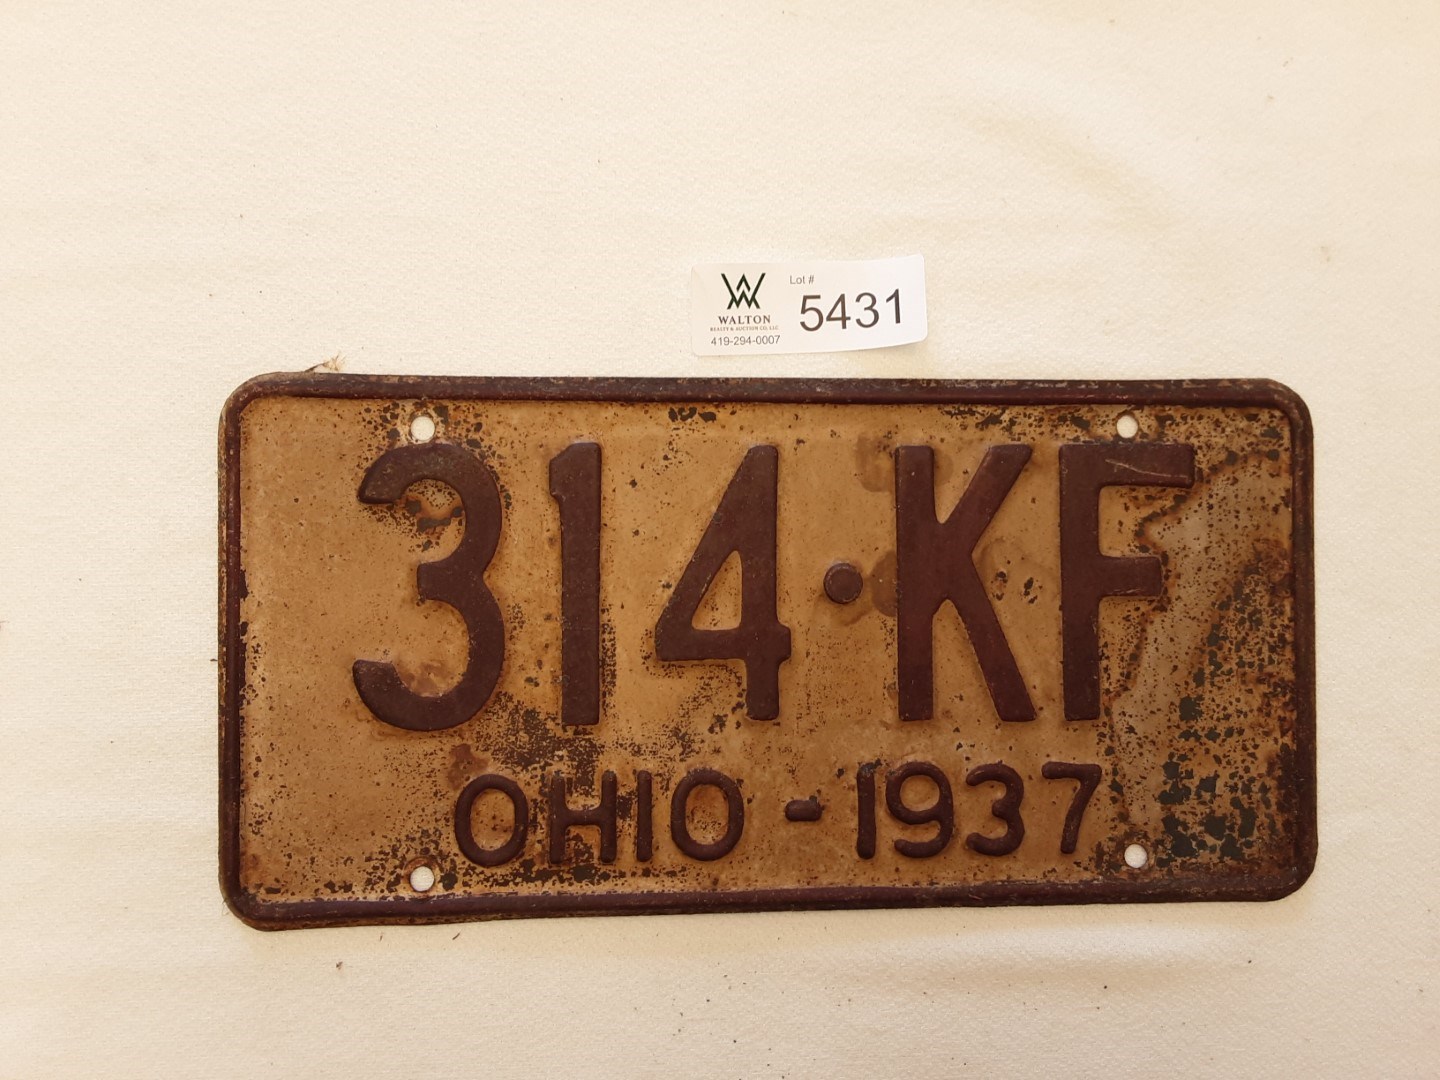 Lot #
5431
WALTON
REALTY & AUCTION CO, LLC
419-294-0007
314·KF
OHIO-1937